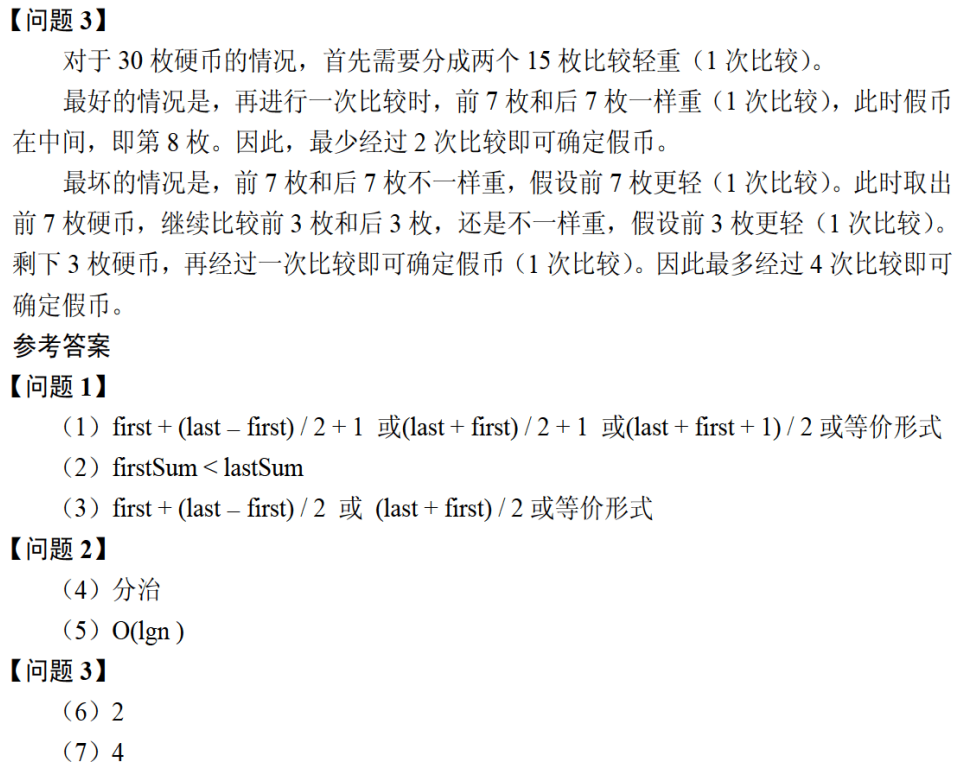 【问题 3】
对于 30 枚硬币的情况，首先需要分成两个 15 枚比较轻重（1 次比较）。
最好的情况是，再进行一次比较时，前 7 枚和后 7 枚一样重（1 次比较），此时假币
在中间，即第 8 枚。因此，最少经过 2 次比较即可确定假币。
最坏的情况是，前 7 枚和后 7 枚不一样重，假设前 7 枚更轻（1 次比较）。此时取出
前 7 枚硬币，继续比较前 3 枚和后 3 枚，还是不一样重，假设前 3 枚更轻（1 次比较）。
剩下 3 枚硬币，再经过一次比较即可确定假币（1 次比较）。因此最多经过 4 次比较即可
确定假币。
参考答案
【问题 1】
（1）first + (last – first) / 2 + 1 或(last + first) / 2 + 1 或(last + first + 1) / 2 或等价形式
（2）firstSum < lastSum
（3）first + (last – first) / 2 或 (last + first) / 2 或等价形式
【问题 2】
（4）分治
（5）O(lgn )
【问题 3】
（6）2
（7）4